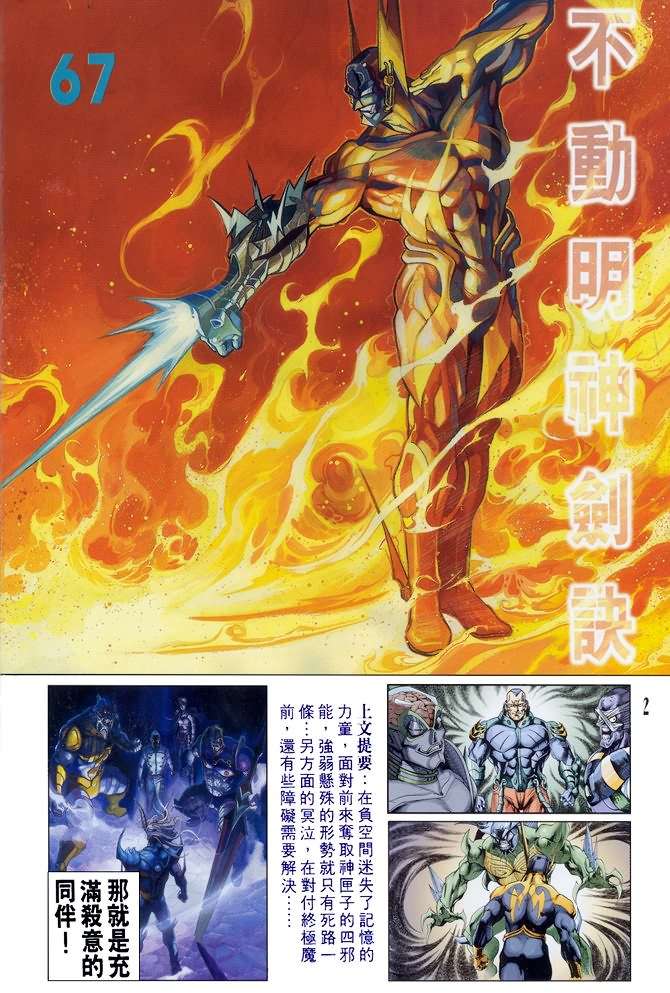 67
不動明神劍訣
2
上文提要：在負空間迷失了記憶的
力童，面對前來奪取神匣子的四邪
能，強弱懸殊的形勢就只有死路一
條…另方面的冥泣，在對付終極魔
前，還有些障礙需要解決……
那就是充
滿殺意的
同伴！